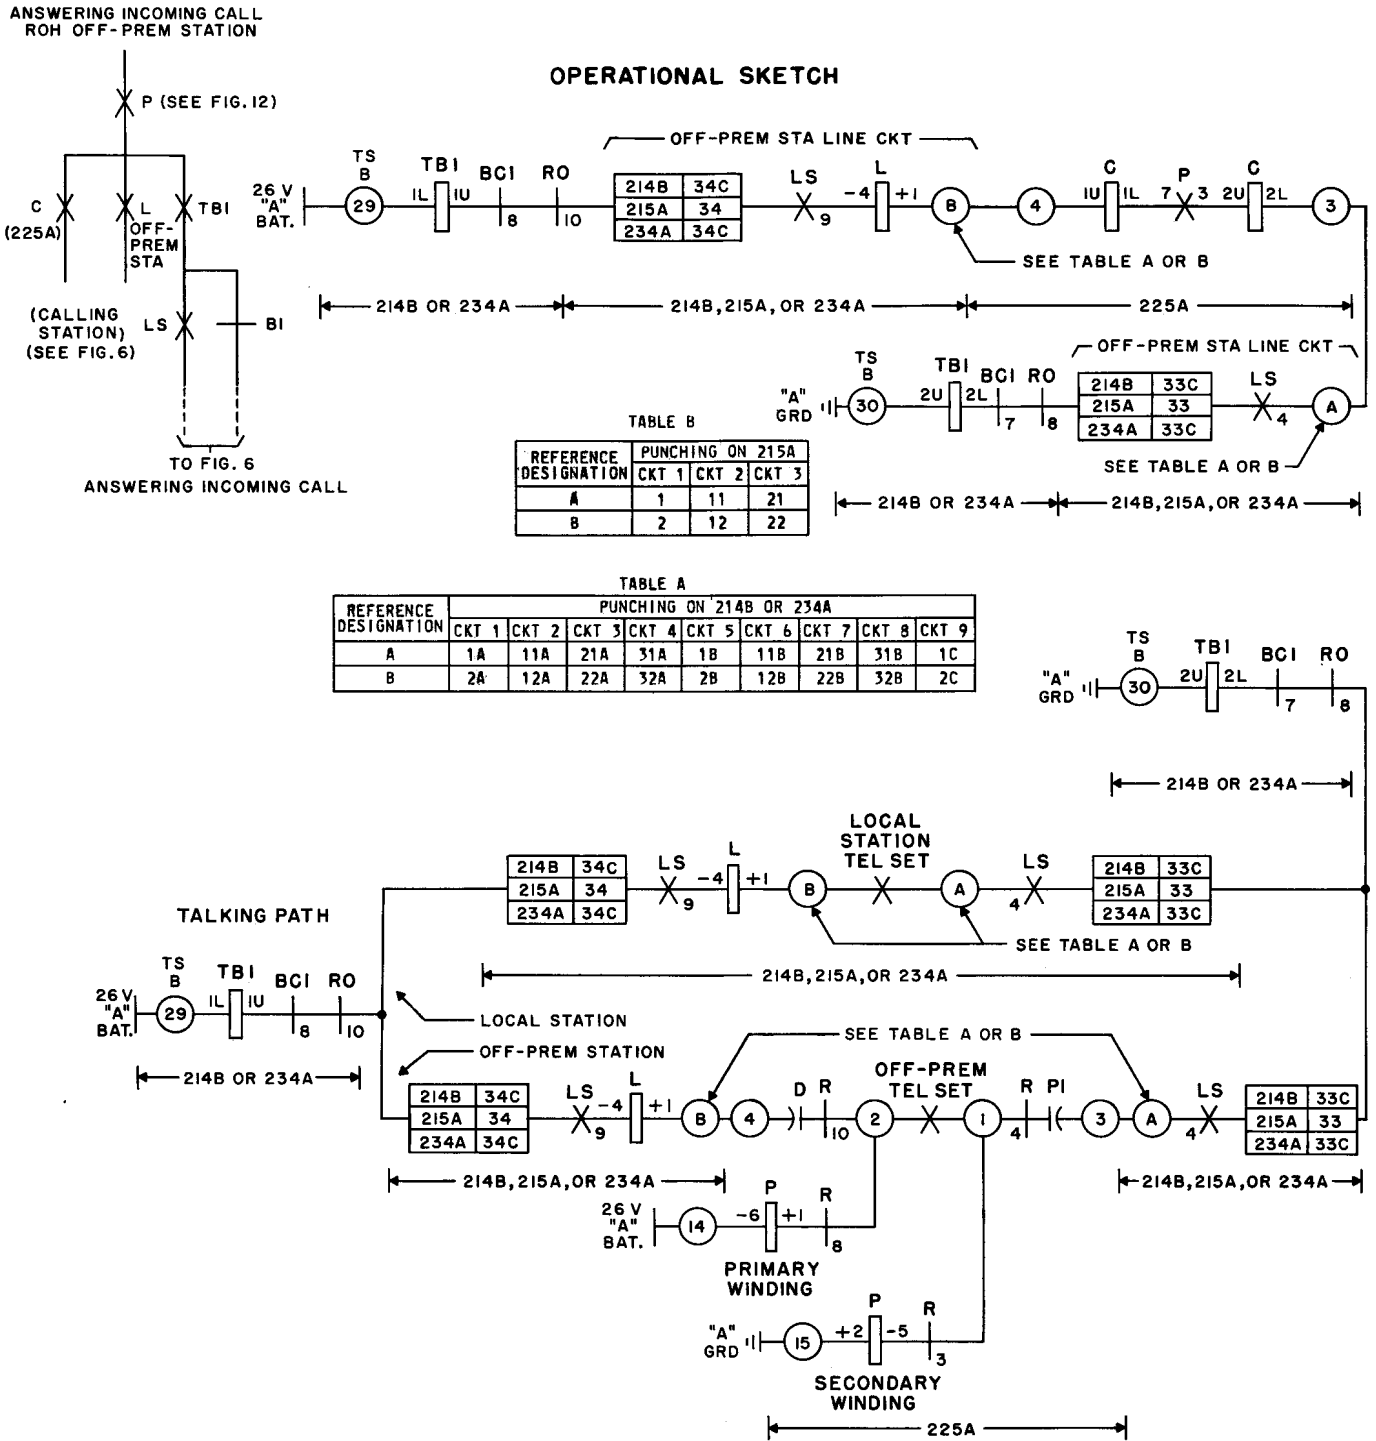 ANSWERING INCOMING CALL
ROH OFF-PREM STATION
P (SEE FIG. 12)
C
(225A)
L
OFF-
PREM
STA
TB1
(CALLING
STATION)
(SEE FIG. 6)
LS
B1
TO FIG. 6
ANSWERING INCOMING CALL
OPERATIONAL SKETCH
OFF-PREM STA LINE CKT
26 V
"A"
BAT.
TS
B
29
TB1
1L 1U
BC1
8
RO
10
214B 34C
215A 34
234A 34C
LS
9
L
-4 +1
B
4
C
1U 1L
P
7 3
C
2U 2L
3
SEE TABLE A OR B
214B OR 234A
214B, 215A, OR 234A
225A
OFF-PREM STA LINE CKT
"A"
GRD
TS
B
30
TB1
2U 2L
BC1
7
RO
8
214B 33C
215A 33
234A 33C
LS
4
A
SEE TABLE A OR B
214B OR 234A
214B, 215A, OR 234A
TABLE B
REFERENCE DESIGNATION PUNCHING ON 215A
CKT 1 CKT 2 CKT 3
A 1 11 21
B 2 12 22
TABLE A
REFERENCE DESIGNATION PUNCHING ON 214B OR 234A
CKT 1 CKT 2 CKT 3 CKT 4 CKT 5 CKT 6 CKT 7 CKT 8 CKT 9
A 1A 11A 21A 31A 1B 11B 21B 31B 1C
B 2A 12A 22A 32A 2B 12B 22B 32B 2C
"A"
GRD
TS
B
30
TB1
2U 2L
BC1
7
RO
8
214B OR 234A
TALKING PATH
26 V
"A"
BAT.
TS
B
29
TB1
1L 1U
BC1
8
RO
10
214B OR 234A
LOCAL STATION
OFF-PREM STATION
214B 34C
215A 34
234A 34C
LS
9
L
-4 +1
B
LOCAL
STATION
TEL SET
A
LS
4
214B 33C
215A 33
234A 33C
SEE TABLE A OR B
214B, 215A, OR 234A
SEE TABLE A OR B
214B 34C
215A 34
234A 34C
LS
9
L
-4 +1
B
4
D
R
10
2
OFF-PREM
TEL SET
1
R
4
P1
3
A
LS
4
214B 33C
215A 33
234A 33C
214B, 215A, OR 234A
214B, 215A, OR 234A
26 V
"A"
BAT.
14
P
-6 +1
R
8
PRIMARY
WINDING
"A"
GRD
15
P
+2 -5
R
3
SECONDARY
WINDING
225A